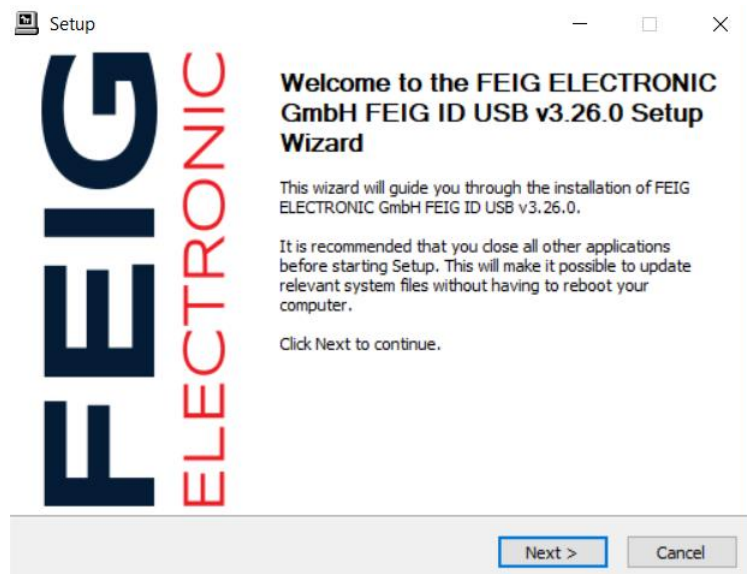 Setup
FEIG
ELECTRONIC
Welcome to the FEIG ELECTRONIC
GmbH FEIG ID USB v3.26.0 Setup
Wizard
This wizard will guide you through the installation of FEIG
ELECTRONIC GmbH FEIG ID USB v3.26.0.
It is recommended that you close all other applications
before starting Setup. This will make it possible to update
relevant system files without having to reboot your
computer.
Click Next to continue.
Next >
Cancel